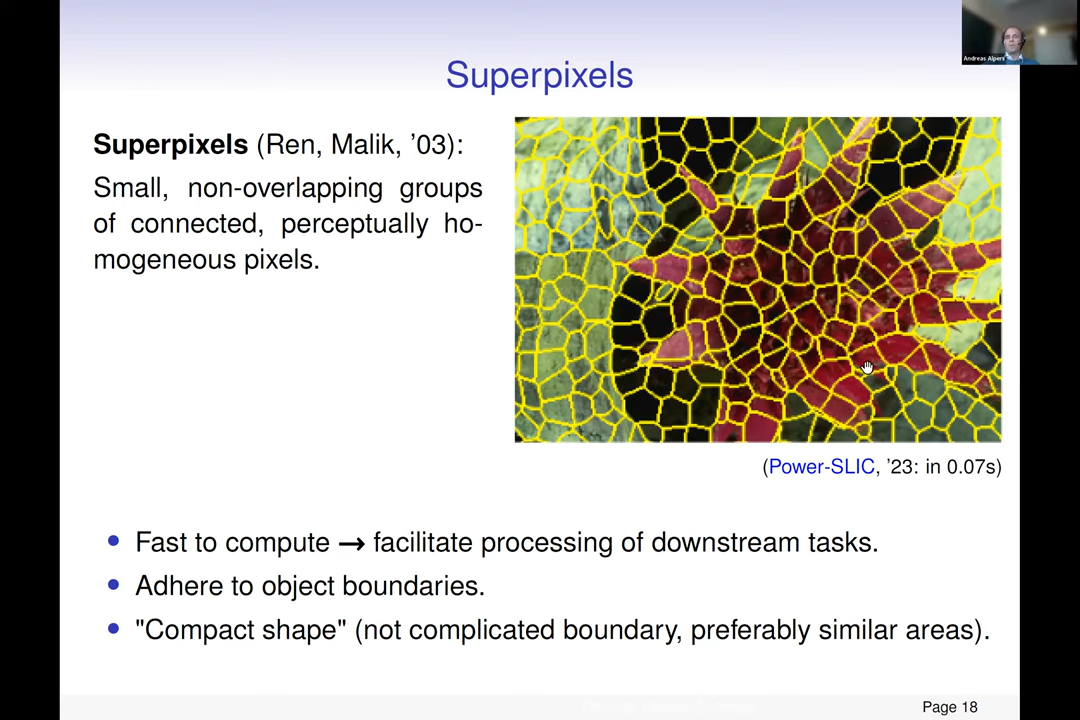 Andreas Alpers
Superpixels
Superpixels (Ren, Malik, ’03):
Small, non-overlapping groups
of connected, perceptually ho-
mogeneous pixels.
(Power-SLIC, ’23: in 0.07s)
• Fast to compute → facilitate processing of downstream tasks.
• Adhere to object boundaries.
• "Compact shape" (not complicated boundary, preferably similar areas).
Page 18